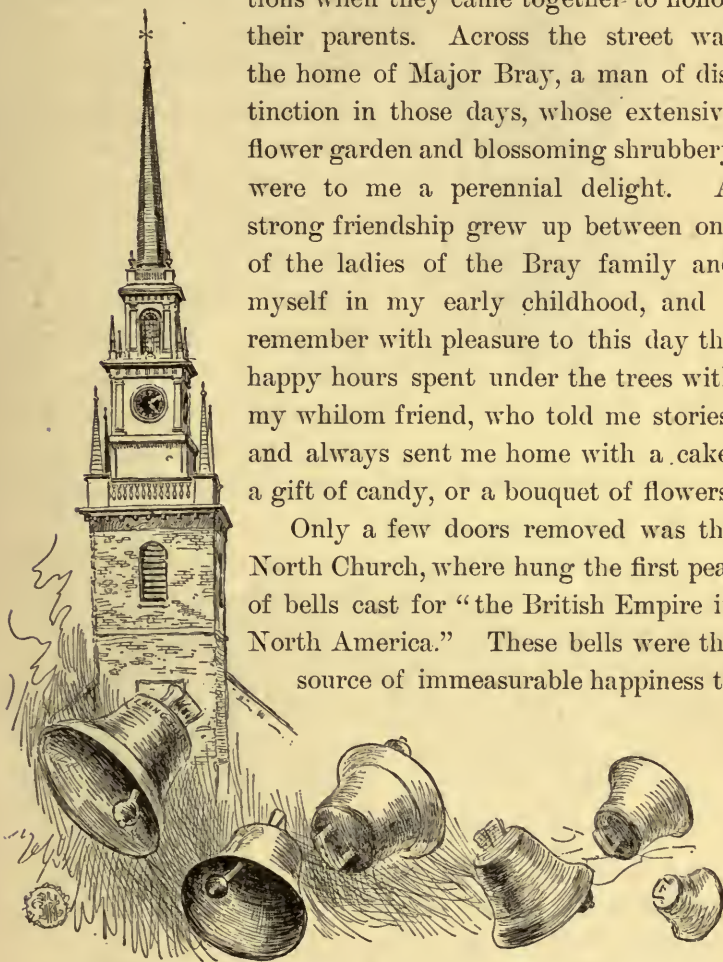 tions when they came together to honor
their parents. Across the street wa
the home of Major Bray, a man of dis
tinction in those days, whose extensiv
flower garden and blossoming shrubbery
were to me a perennial delight. A
strong friendship grew up between on
of the ladies of the Bray family and
myself in my early childhood, and
remember with pleasure to this day th
happy hours spent under the trees with
my whilom friend, who told me stories
and always sent me home with a cake
a gift of candy, or a bouquet of flowers
Only a few doors removed was th
North Church, where hung the first pea
of bells cast for "the British Empire i
North America." These bells were th
source of immeasurable happiness t